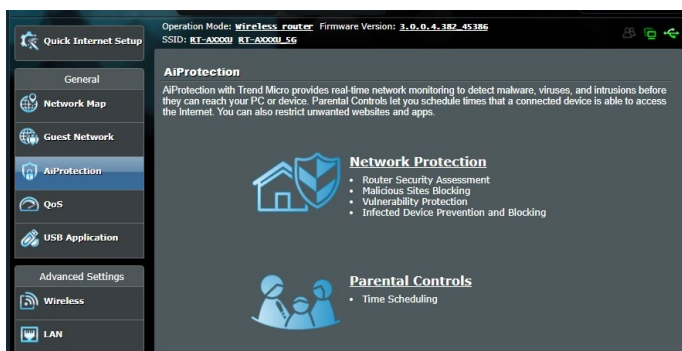 Operation Mode: Wireless router Firmware Version: 3.0.0.4.382_45386
SSID: RT-AXXXU RT-AXXXU_5G
Quick Internet Setup
General
Network Map
Guest Network
AiProtection
QoS
USB Application
Advanced Settings
Wireless
LAN
AiProtection
AiProtection with Trend Micro provides real-time network monitoring to detect malware, viruses, and intrusions before
they can reach your PC or device. Parental Controls let you schedule times that a connected device is able to access
the Internet. You can also restrict unwanted websites and apps.
Network Protection
• Router Security Assessment
• Malicious Sites Blocking
• Vulnerability Protection
• Infected Device Prevention and Blocking
Parental Controls
• Time Scheduling